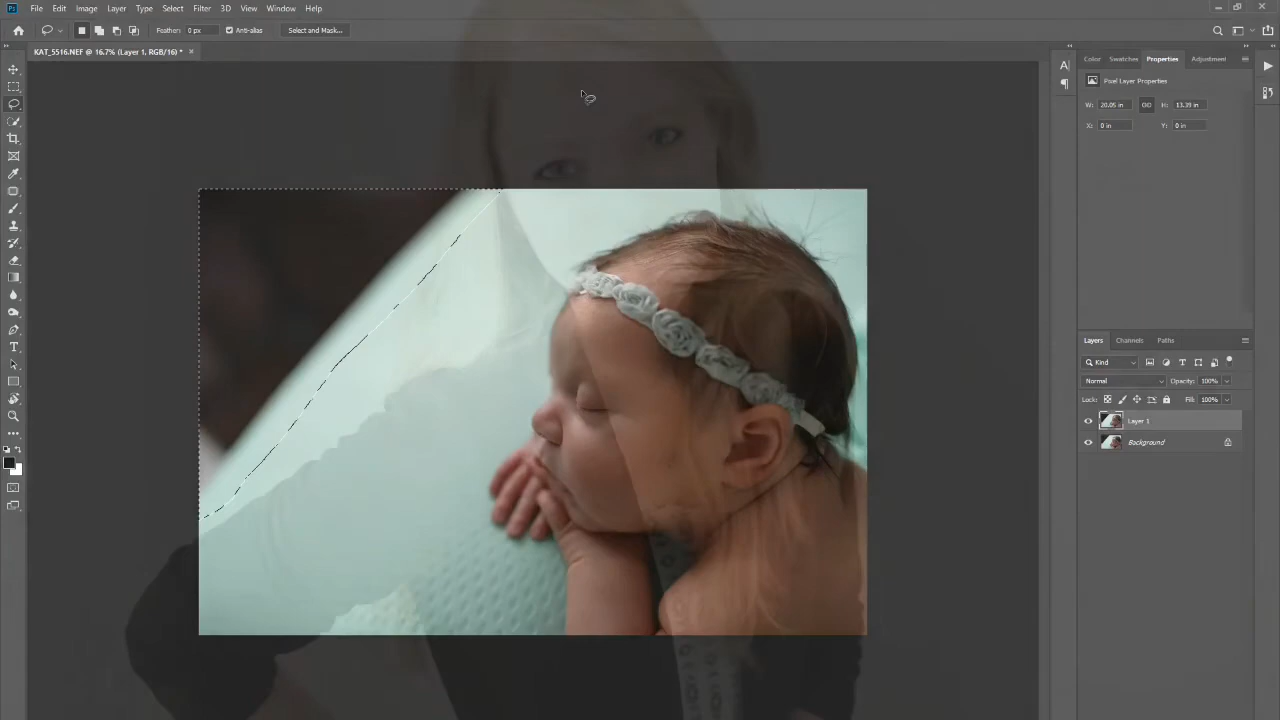 Ps File Edit Image Layer Type Select Filter 3D View Window Help
Feather: 0 px Anti-alias Select and Mask...
KAT_5516.NEF @ 16.7% (Layer 1, RGB/16) * ×
Color Swatches Properties Adjustment
Pixel Layer Properties
W: 20.05 in H: 13.39 in
X: 0 in Y: 0 in
Layers Channels Paths
Kind
Normal Opacity: 100%
Lock: Fill: 100%
Layer 1
Background